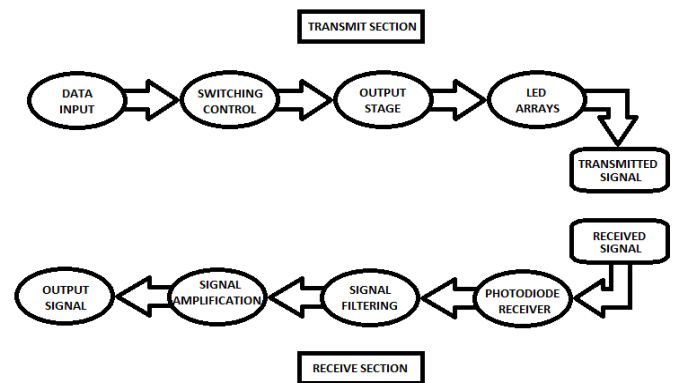 TRANSMIT SECTION
DATA
INPUT
SWITCHING
CONTROL
OUTPUT
STAGE
LED
ARRAYS
TRANSMITTED
SIGNAL
RECEIVED
SIGNAL
PHOTODIODE
RECEIVER
SIGNAL
FILTERING
SIGNAL
AMPLIFICATION
OUTPUT
SIGNAL
RECEIVE SECTION